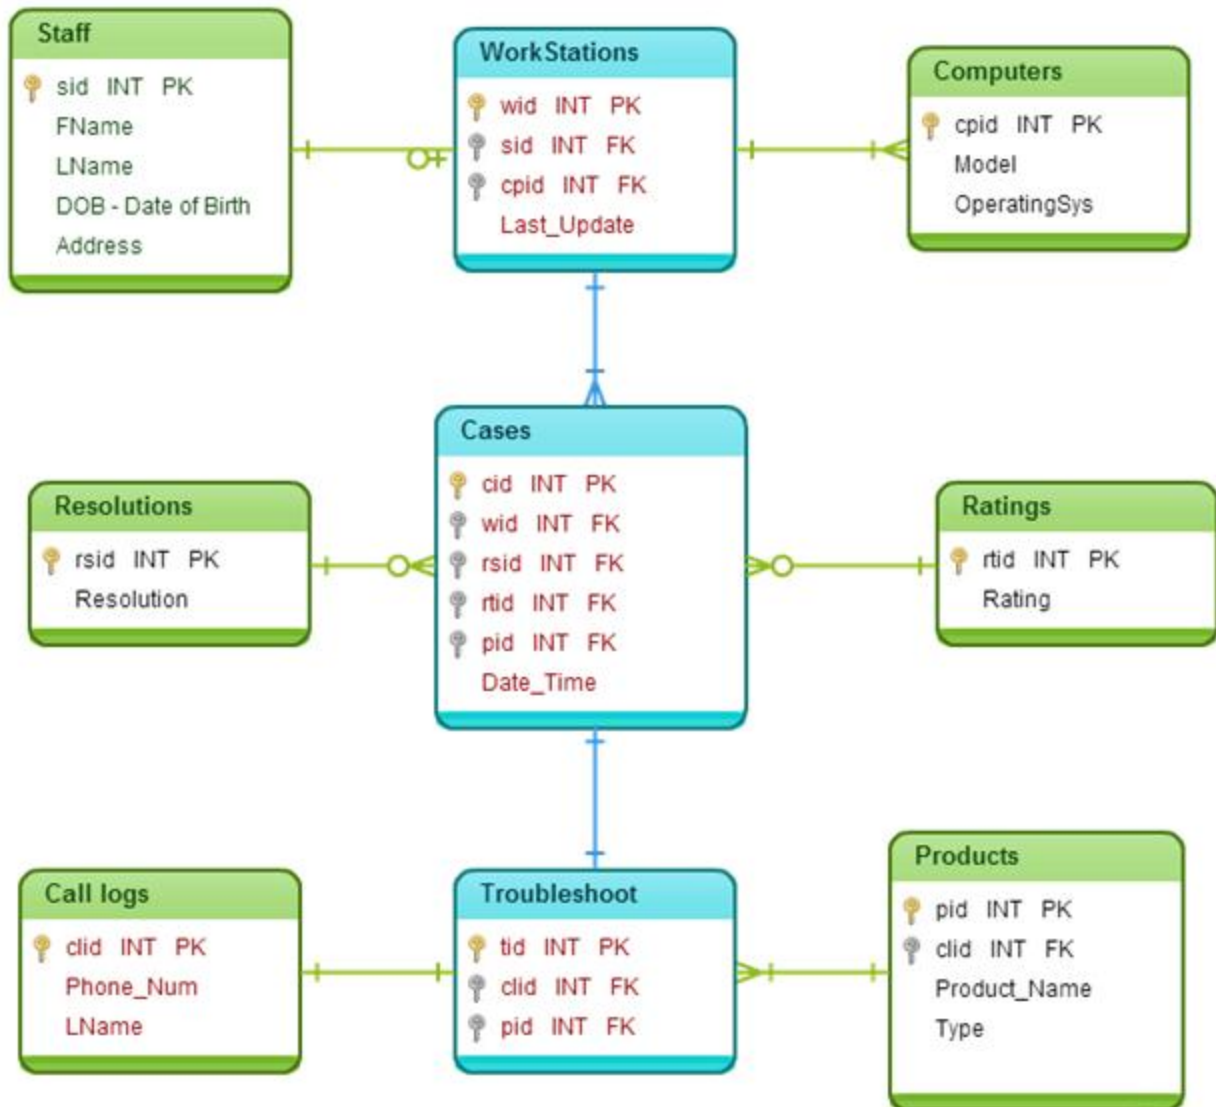 Staff
sid INT PK
FName
LName
DOB - Date of Birth
Address
WorkStations
wid INT PK
sid INT FK
cpid INT FK
Last_Update
Computers
cpid INT PK
Model
OperatingSys
Cases
cid INT PK
wid INT FK
rsid INT FK
rtid INT FK
pid INT FK
Date_Time
Resolutions
rsid INT PK
Resolution
Ratings
rtid INT PK
Rating
Call logs
clid INT PK
Phone_Num
LName
Troubleshoot
tid INT PK
clid INT FK
pid INT FK
Products
pid INT PK
clid INT FK
Product_Name
Type